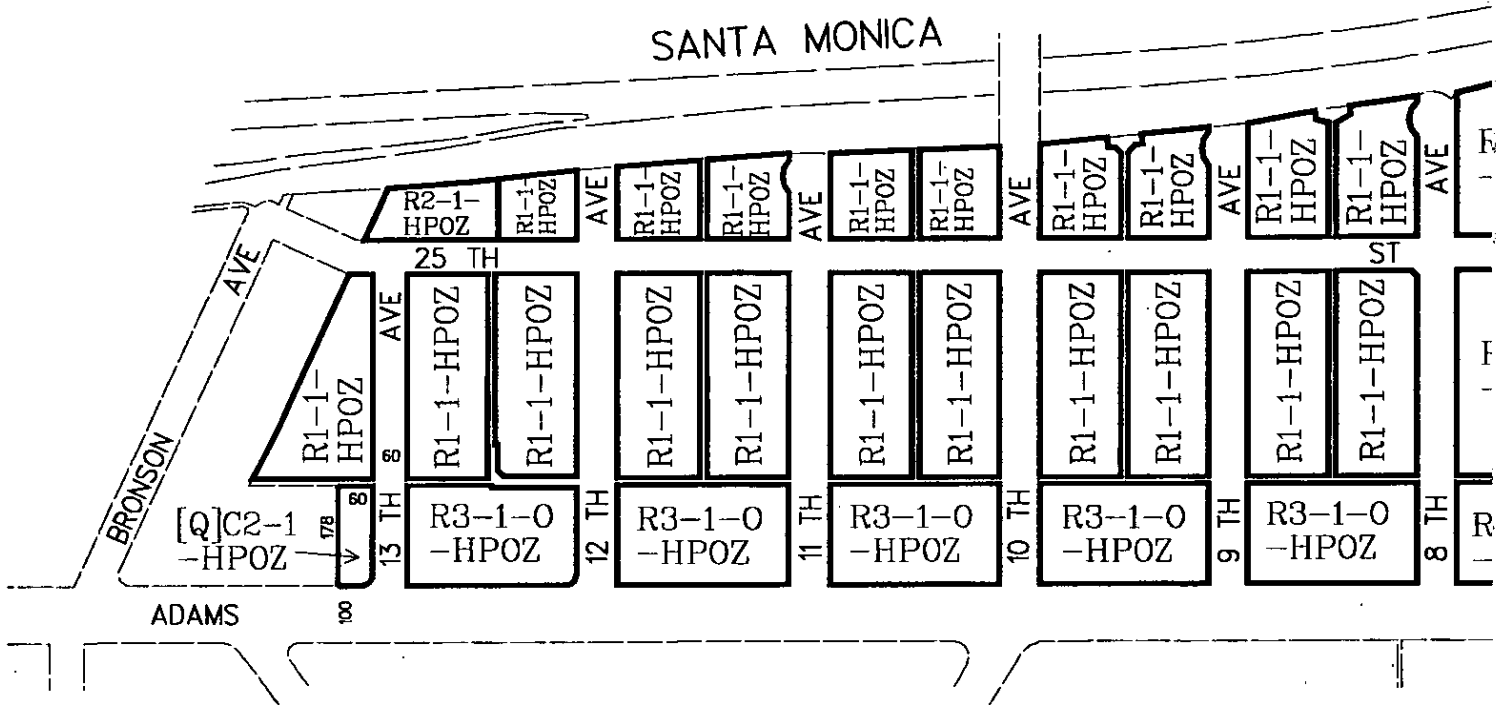 SANTA MONICA
R2-1-
HPOZ
R1-1-
HPOZ
AVE
R1-1-
HPOZ
R1-1-
HPOZ
AVE
R1-1-
HPOZ
R1-1-
HPOZ
AVE
R1-1-
HPOZ
R1-1-
HPOZ
AVE
R1-1-
HPOZ
R1-1-
HPOZ
AVE
25 TH
ST
AVE
BRONSON
R1-1-
HPOZ
AVE
60
R1-1-HPOZ
R1-1-HPOZ
R1-1-HPOZ
R1-1-HPOZ
R1-1-HPOZ
R1-1-HPOZ
R1-1-HPOZ
R1-1-HPOZ
R1-1-HPOZ
R1-1-HPOZ
[Q]C2-1
-HPOZ
178
60
13 TH
R3-1-O
-HPOZ
12 TH
R3-1-O
-HPOZ
11 TH
R3-1-O
-HPOZ
10 TH
R3-1-O
-HPOZ
9 TH
R3-1-O
-HPOZ
8 TH
ADAMS
100